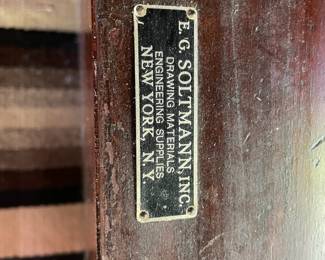 E. G. SOLTMANN, INC.
DRAWING MATERIALS
ENGINEERING SUPPLIES
NEW YORK, N. Y.